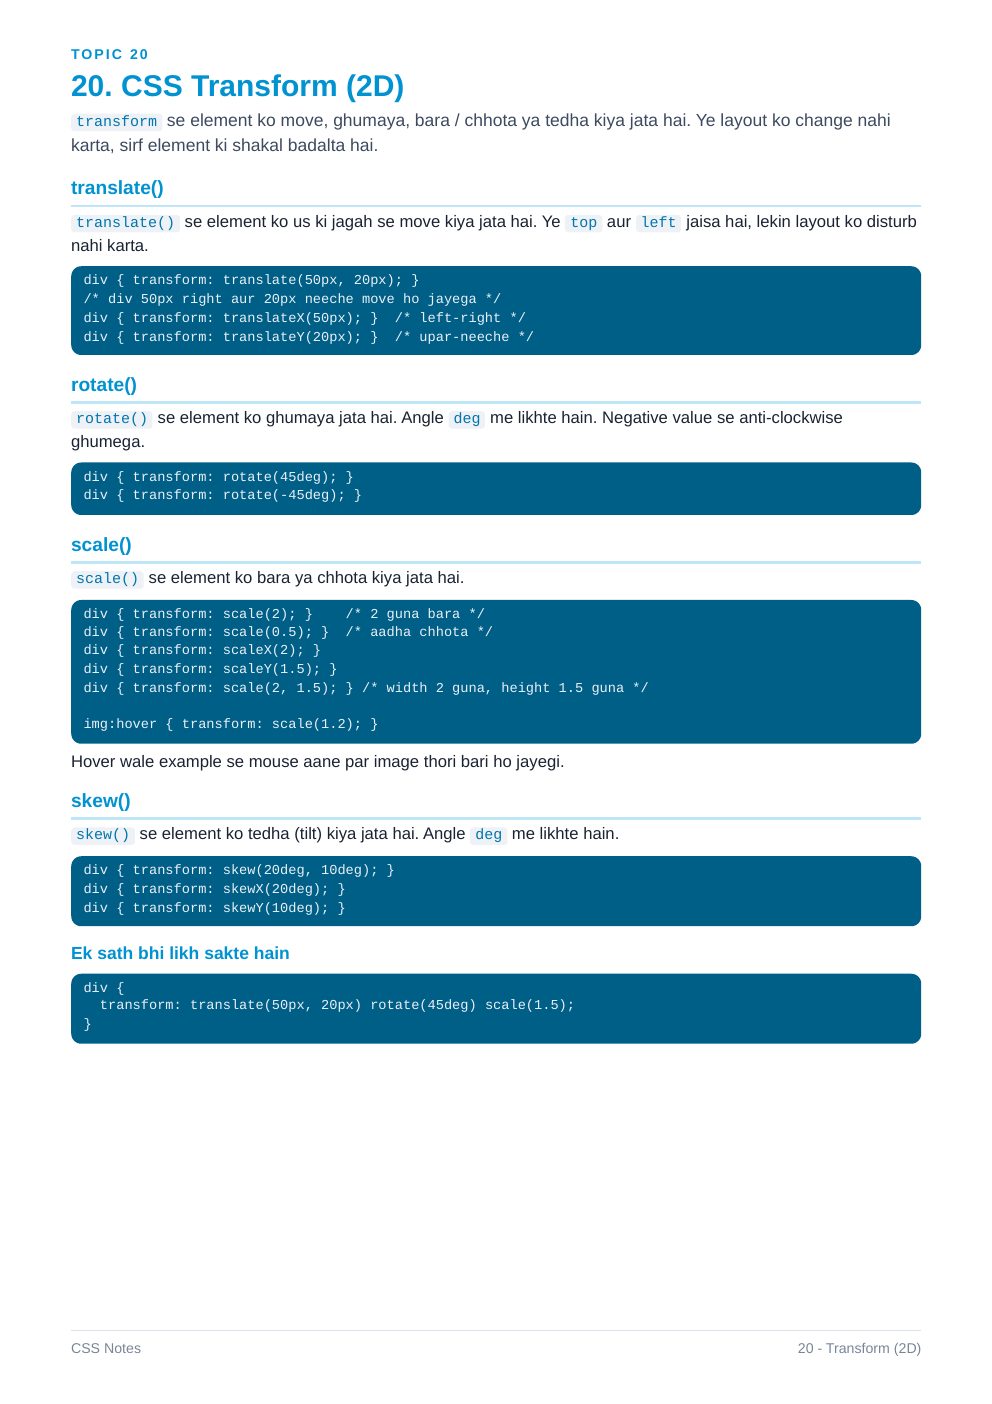 TOPIC 20
20. CSS Transform (2D)
transform se element ko move, ghumaya, bara / chhota ya tedha kiya jata hai. Ye layout ko change nahi
karta, sirf element ki shakal badalta hai.
translate()
translate() se element ko us ki jagah se move kiya jata hai. Ye top aur left jaisa hai, lekin layout ko disturb
nahi karta.
div { transform: translate(50px, 20px); }
/* div 50px right aur 20px neeche move ho jayega */
div { transform: translateX(50px); }  /* left-right */
div { transform: translateY(20px); }  /* upar-neeche */
rotate()
rotate() se element ko ghumaya jata hai. Angle deg me likhte hain. Negative value se anti-clockwise
ghumega.
div { transform: rotate(45deg); }
div { transform: rotate(-45deg); }
scale()
scale() se element ko bara ya chhota kiya jata hai.
div { transform: scale(2); }    /* 2 guna bara */
div { transform: scale(0.5); }  /* aadha chhota */
div { transform: scaleX(2); }
div { transform: scaleY(1.5); }
div { transform: scale(2, 1.5); } /* width 2 guna, height 1.5 guna */
img:hover { transform: scale(1.2); }
Hover wale example se mouse aane par image thori bari ho jayegi.
skew()
skew() se element ko tedha (tilt) kiya jata hai. Angle deg me likhte hain.
div { transform: skew(20deg, 10deg); }
div { transform: skewX(20deg); }
div { transform: skewY(10deg); }
Ek sath bhi likh sakte hain
div {
  transform: translate(50px, 20px) rotate(45deg) scale(1.5);
}
CSS Notes
20 - Transform (2D)